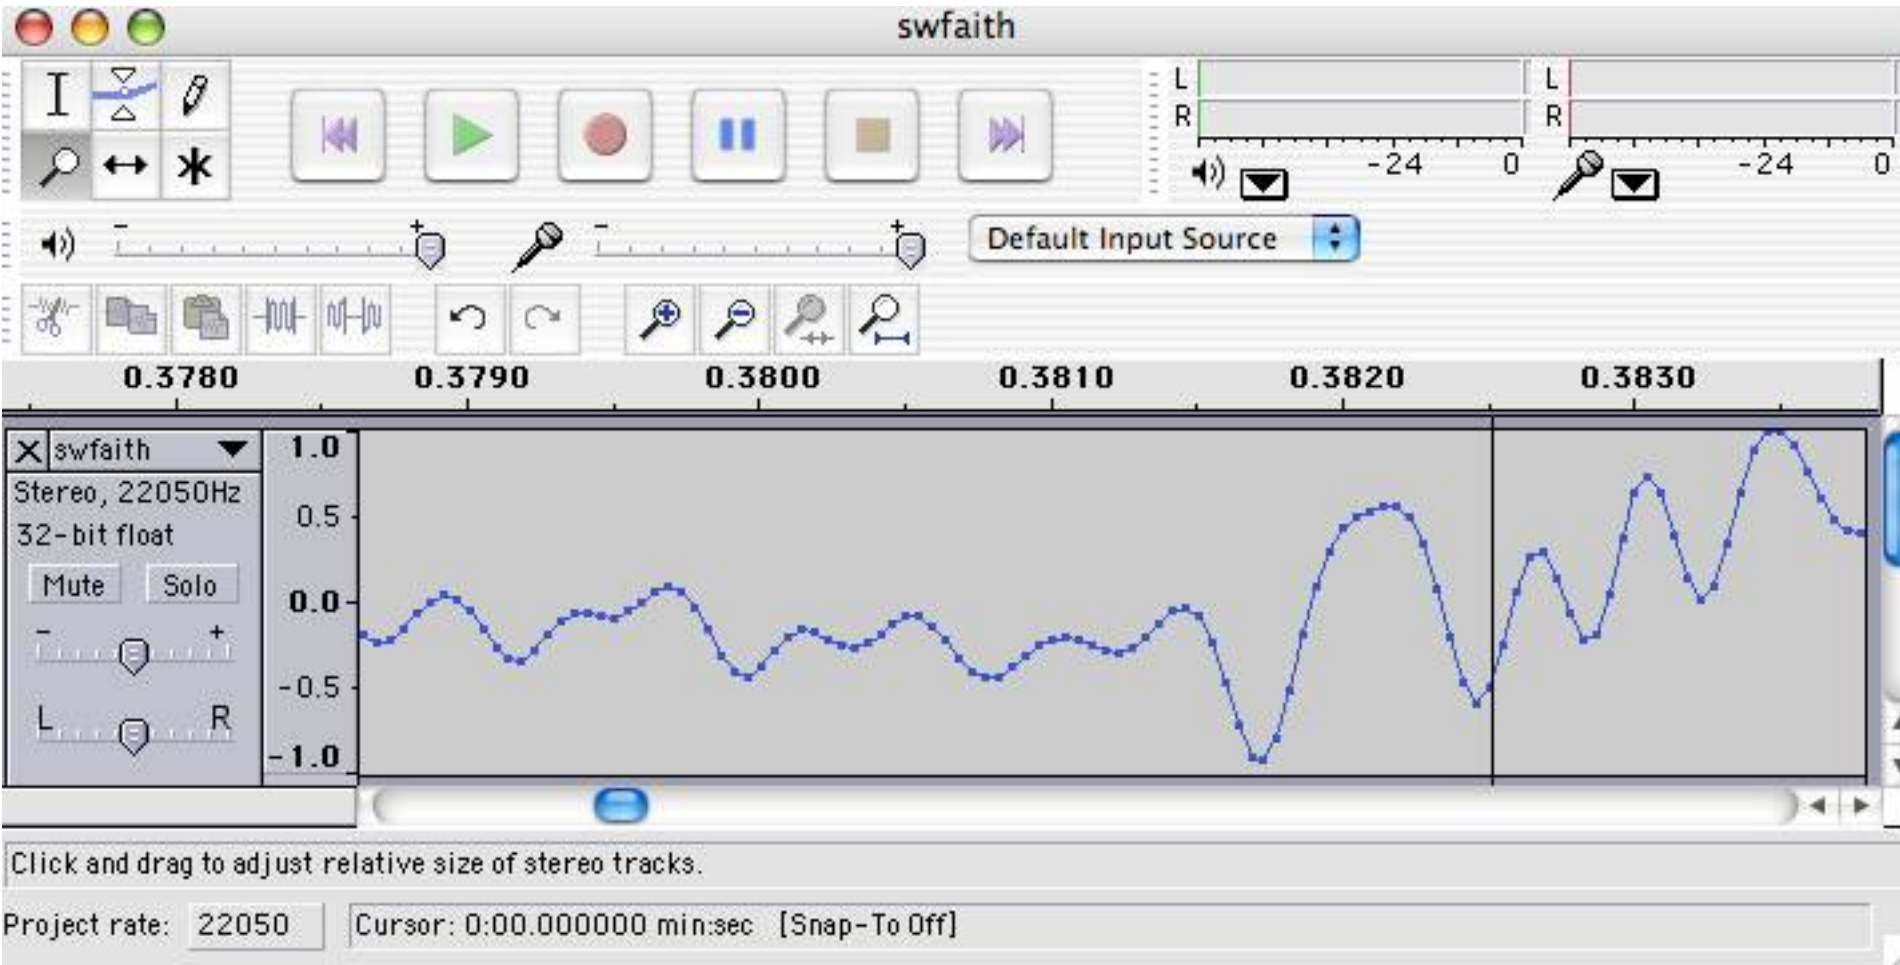 swfaith
L
R
-24 0
L
R
-24 0
- +
- +
Default Input Source
0.3780 0.3790 0.3800 0.3810 0.3820 0.3830
X swfaith
Stereo, 22050Hz
32-bit float
Mute Solo
- +
L R
1.0
0.5
0.0
-0.5
-1.0
Click and drag to adjust relative size of stereo tracks.
Project rate: 22050 Cursor: 0:00.000000 min:sec [Snap-To Off]